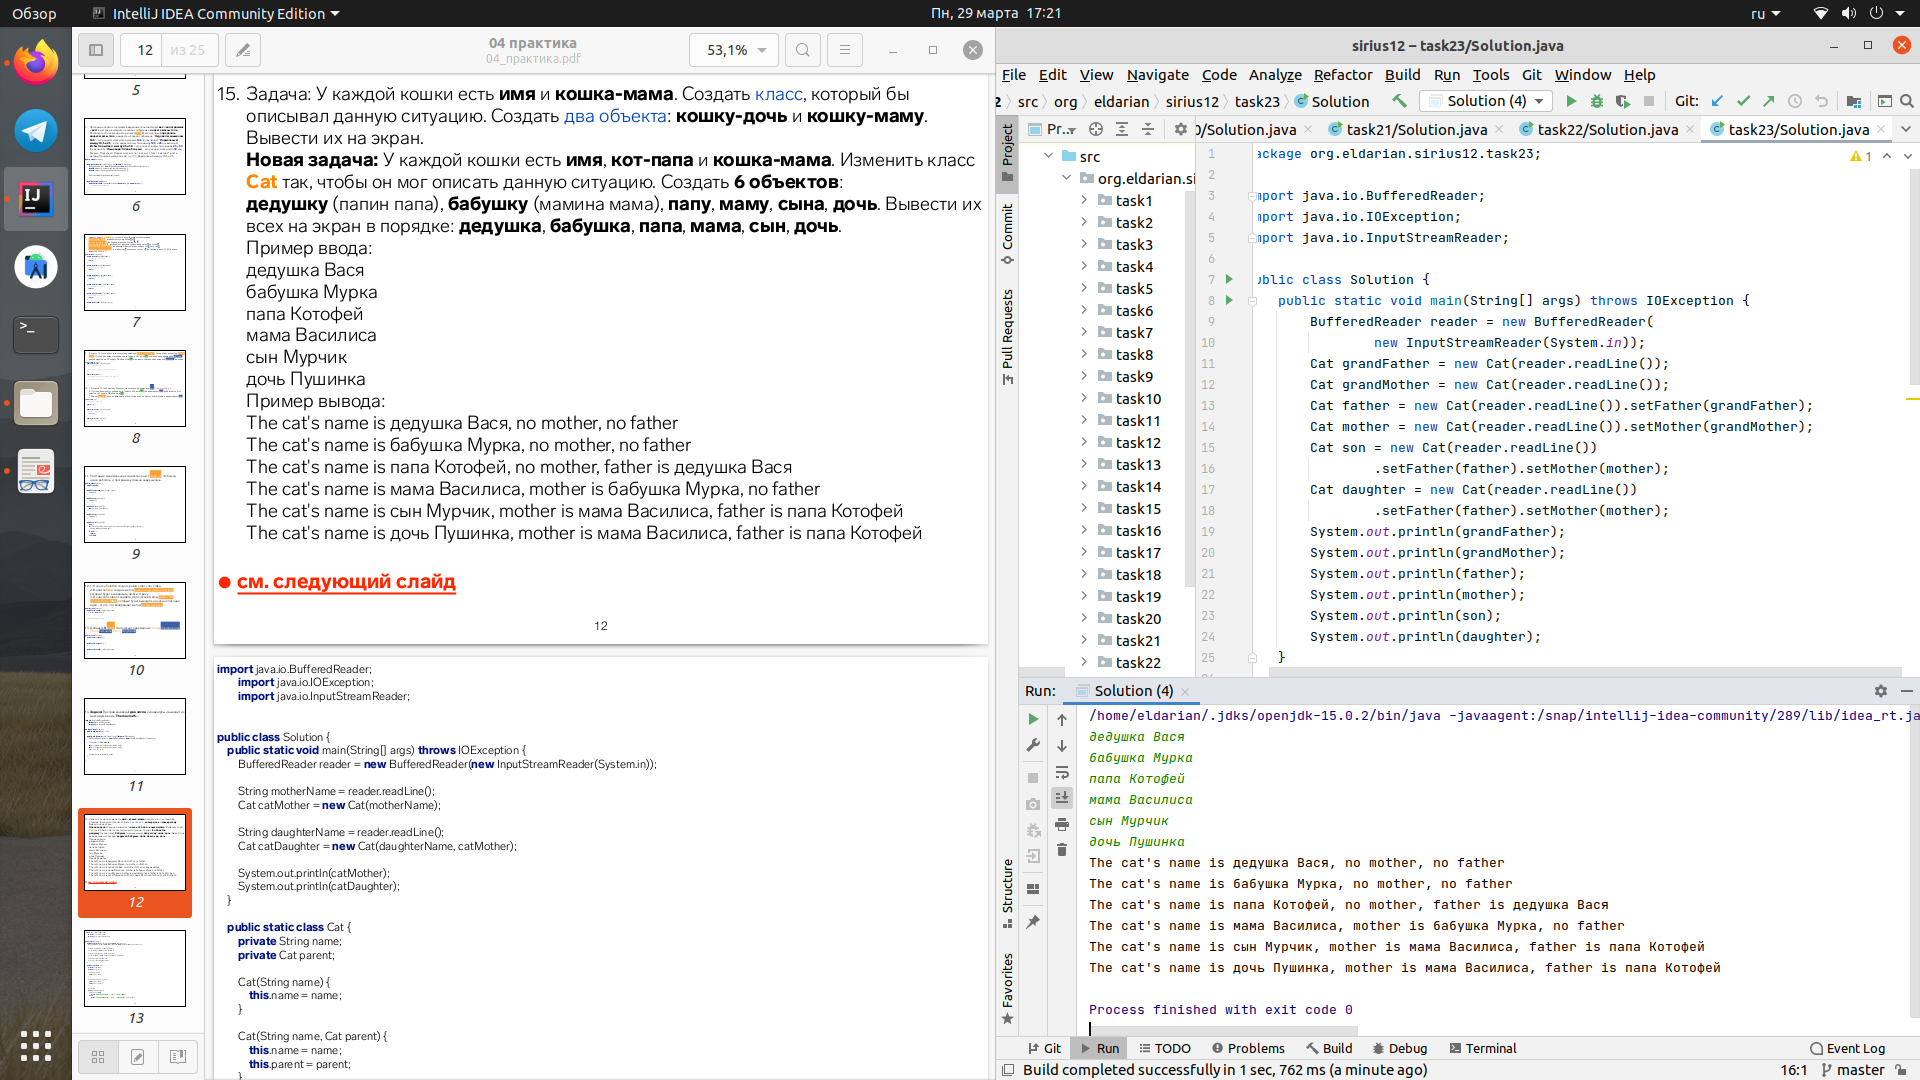 Обзор
IntelliJ IDEA Community Edition
Пн, 29 марта 17:21
ru
12
из 25
04 практика
04_практика.pdf
53,1%
5
6
7
8
9
10
11
12
13
15. Задача: У каждой кошки есть имя и кошка-мама. Создать класс, который бы
описывал данную ситуацию. Создать два объекта: кошку-дочь и кошку-маму.
Вывести их на экран.
Новая задача: У каждой кошки есть имя, кот-папа и кошка-мама. Изменить класс
Cat так, чтобы он мог описать данную ситуацию. Создать 6 объектов:
дедушку (папин папа), бабушку (мамина мама), папу, маму, сына, дочь. Вывести их
всех на экран в порядке: дедушка, бабушка, папа, мама, сын, дочь.
Пример ввода:
дедушка Вася
бабушка Мурка
папа Котофей
мама Василиса
сын Мурчик
дочь Пушинка
Пример вывода:
The cat's name is дедушка Вася, no mother, no father
The cat's name is бабушка Мурка, no mother, no father
The cat's name is папа Котофей, no mother, father is дедушка Вася
The cat's name is мама Василиса, mother is бабушка Мурка, no father
The cat's name is сын Мурчик, mother is мама Василиса, father is папа Котофей
The cat's name is дочь Пушинка, mother is мама Василиса, father is папа Котофей
● см. следующий слайд
12
import java.io.BufferedReader;
import java.io.IOException;
import java.io.InputStreamReader;
public class Solution {
public static void main(String[] args) throws IOException {
BufferedReader reader = new BufferedReader(new InputStreamReader(System.in));
String motherName = reader.readLine();
Cat catMother = new Cat(motherName);
String daughterName = reader.readLine();
Cat catDaughter = new Cat(daughterName, catMother);
System.out.println(catMother);
System.out.println(catDaughter);
}
public static class Cat {
private String name;
private Cat parent;
Cat(String name) {
this.name = name;
}
Cat(String name, Cat parent) {
this.name = name;
this.parent = parent;
}
sirius12 – task23/Solution.java
File Edit View Navigate Code Analyze Refactor Build Run Tools Git Window Help
2 src org eldarian sirius12 task23 Solution
Solution (4)
Git:
Project
Commit
Pull Requests
Structure
Favorites
Pr...
0/Solution.java
task21/Solution.java
task22/Solution.java
task23/Solution.java
src
org.eldarian.si
task1
task2
task3
task4
task5
task6
task7
task8
task9
task10
task11
task12
task13
task14
task15
task16
task17
task18
task19
task20
task21
task22
1
1 ackage org.eldarian.sirius12.task23;
2
3 mport java.io.BufferedReader;
4 mport java.io.IOException;
5 mport java.io.InputStreamReader;
6
7 ublic class Solution {
8 public static void main(String[] args) throws IOException {
9 BufferedReader reader = new BufferedReader(
10 new InputStreamReader(System.in));
11 Cat grandFather = new Cat(reader.readLine());
12 Cat grandMother = new Cat(reader.readLine());
13 Cat father = new Cat(reader.readLine()).setFather(grandFather);
14 Cat mother = new Cat(reader.readLine()).setMother(grandMother);
15 Cat son = new Cat(reader.readLine())
16 .setFather(father).setMother(mother);
17 Cat daughter = new Cat(reader.readLine())
18 .setFather(father).setMother(mother);
19 System.out.println(grandFather);
20 System.out.println(grandMother);
21 System.out.println(father);
22 System.out.println(mother);
23 System.out.println(son);
24 System.out.println(daughter);
25 }
Run: Solution (4)
/home/eldarian/.jdks/openjdk-15.0.2/bin/java -javaagent:/snap/intellij-idea-community/289/lib/idea_rt.ja
дедушка Вася
бабушка Мурка
папа Котофей
мама Василиса
сын Мурчик
дочь Пушинка
The cat's name is дедушка Вася, no mother, no father
The cat's name is бабушка Мурка, no mother, no father
The cat's name is папа Котофей, no mother, father is дедушка Вася
The cat's name is мама Василиса, mother is бабушка Мурка, no father
The cat's name is сын Мурчик, mother is мама Василиса, father is папа Котофей
The cat's name is дочь Пушинка, mother is мама Василиса, father is папа Котофей
Process finished with exit code 0
Git Run TODO Problems Build Debug Terminal Event Log
Build completed successfully in 1 sec, 762 ms (a minute ago)
16:1 master